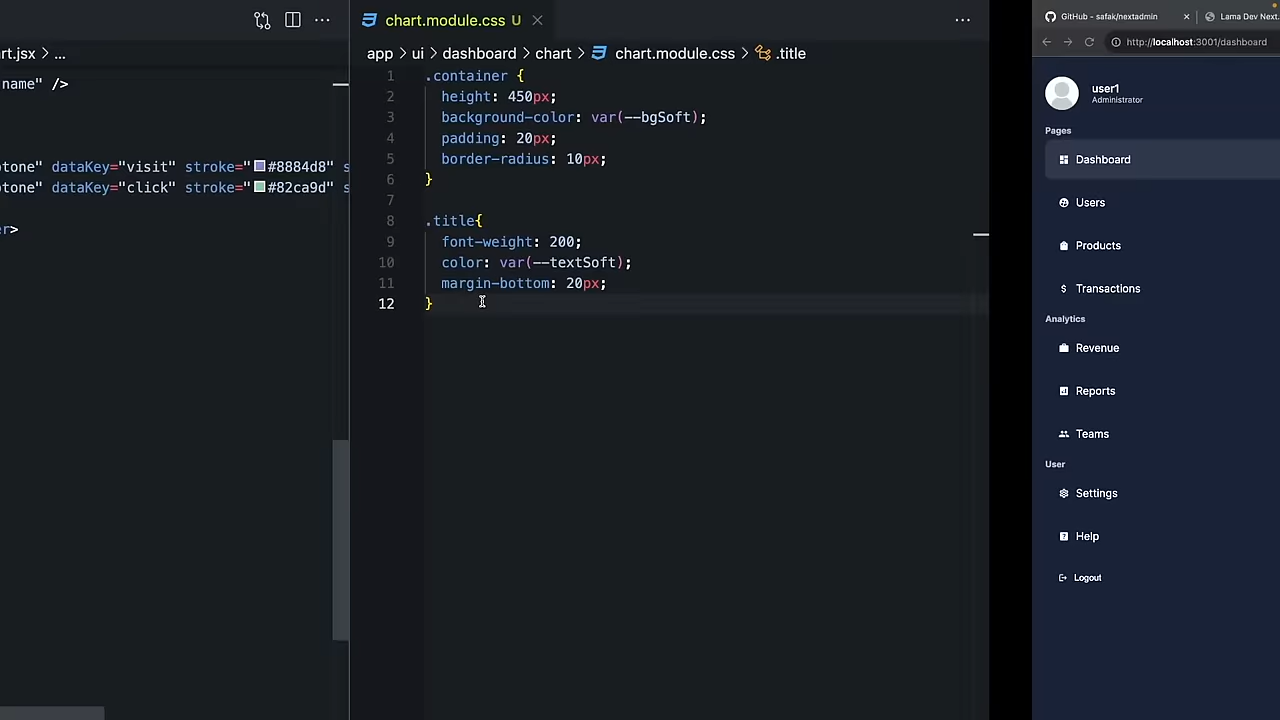 rt.jsx > ...
name" />
otone" dataKey="visit" stroke="#8884d8" s
otone" dataKey="click" stroke="#82ca9d" s
er>
chart.module.css U
app > ui > dashboard > chart > chart.module.css > .title
1 .container {
2 height: 450px;
3 background-color: var(--bgSoft);
4 padding: 20px;
5 border-radius: 10px;
6 }
7
8 .title{
9 font-weight: 200;
10 color: var(--textSoft);
11 margin-bottom: 20px;
12 }
GitHub - safak/nextadmin
Lama Dev Next.
http://localhost:3001/dashboard
user1
Administrator
Pages
Dashboard
Users
Products
Transactions
Analytics
Revenue
Reports
Teams
User
Settings
Help
Logout